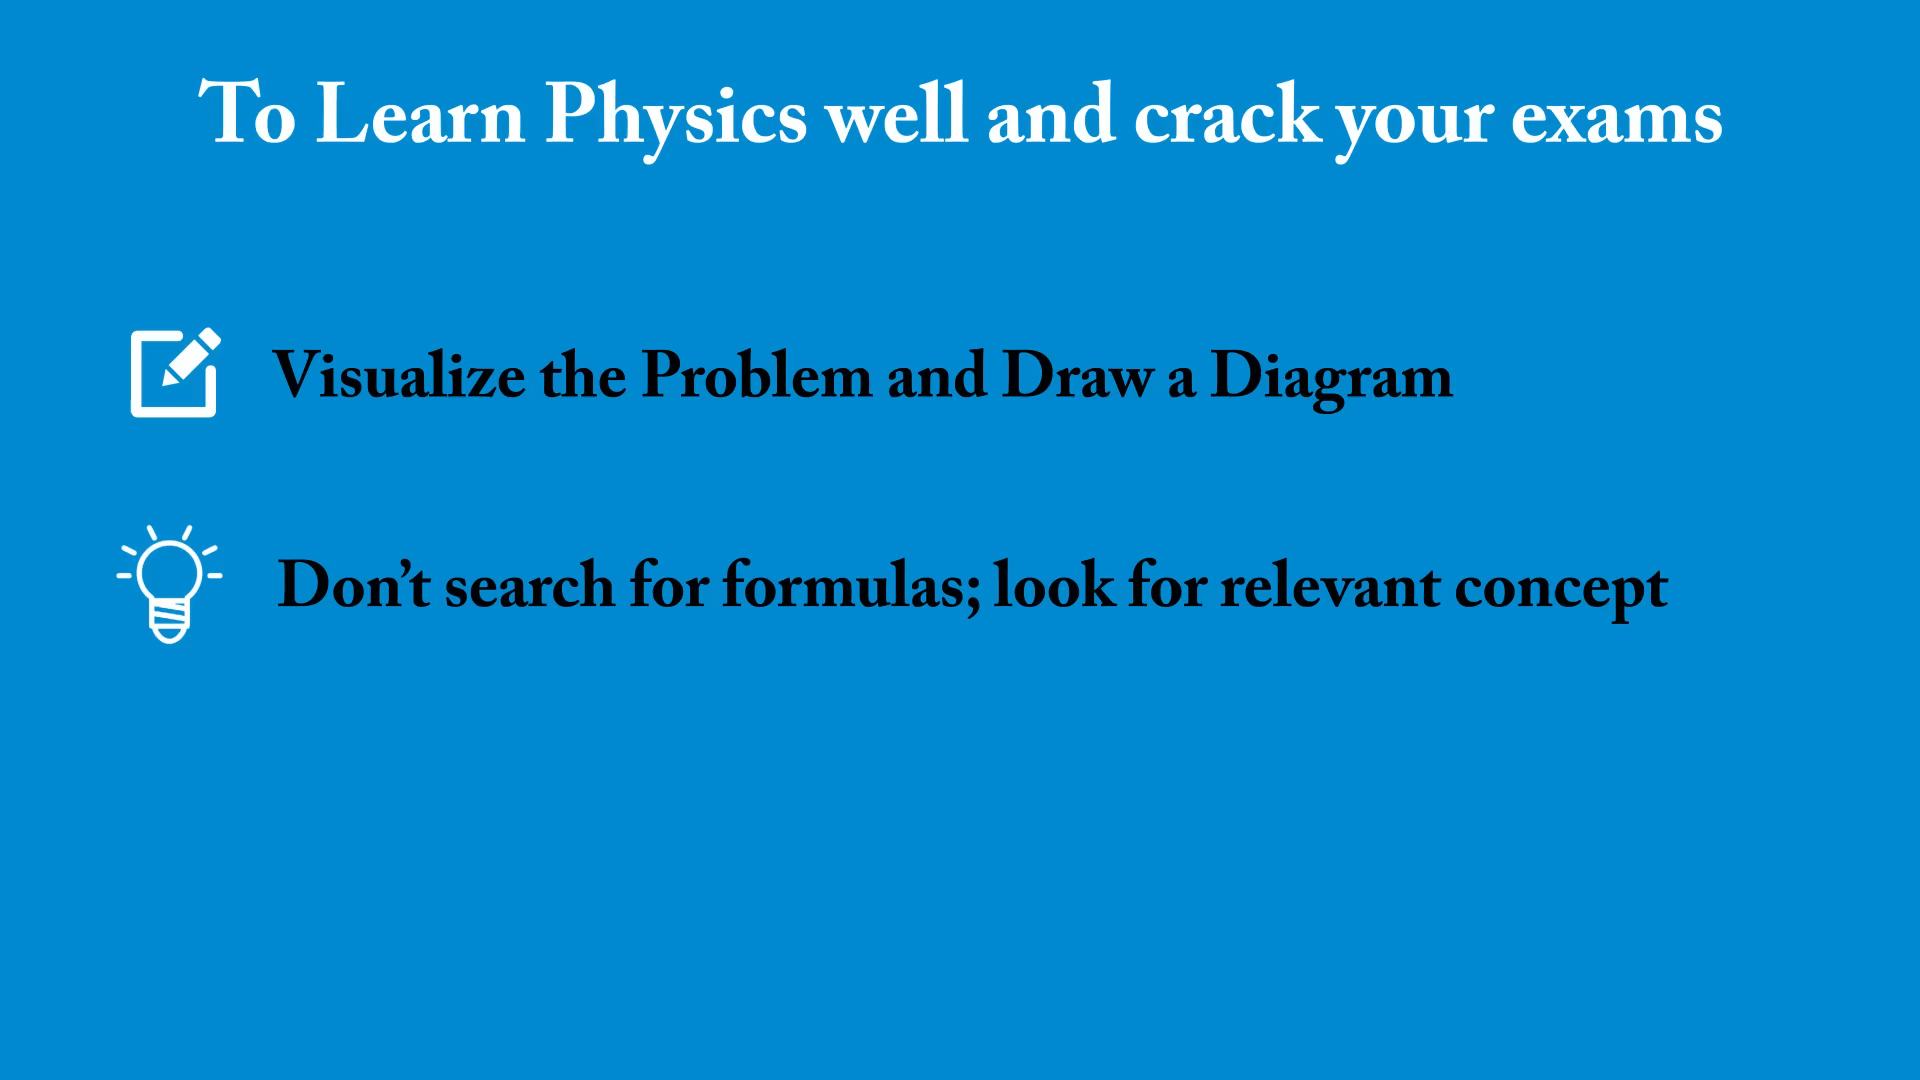 To Learn Physics well and crack your exams
Visualize the Problem and Draw a Diagram
Don’t search for formulas; look for relevant concept